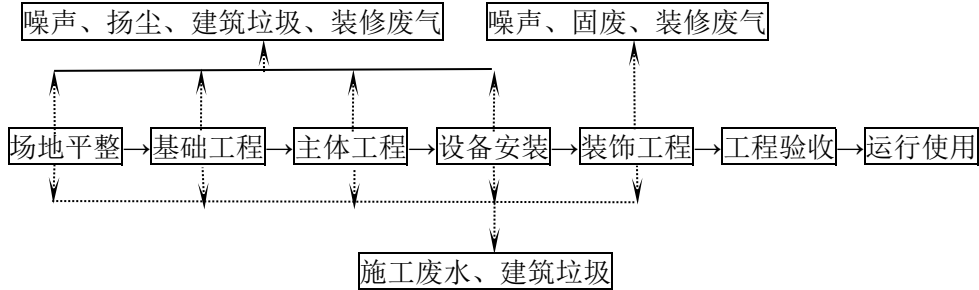 噪声、扬尘、建筑垃圾、装修废气
噪声、固废、装修废气
场地平整
基础工程
主体工程
设备安装
装饰工程
工程验收
运行使用
施工废水、建筑垃圾